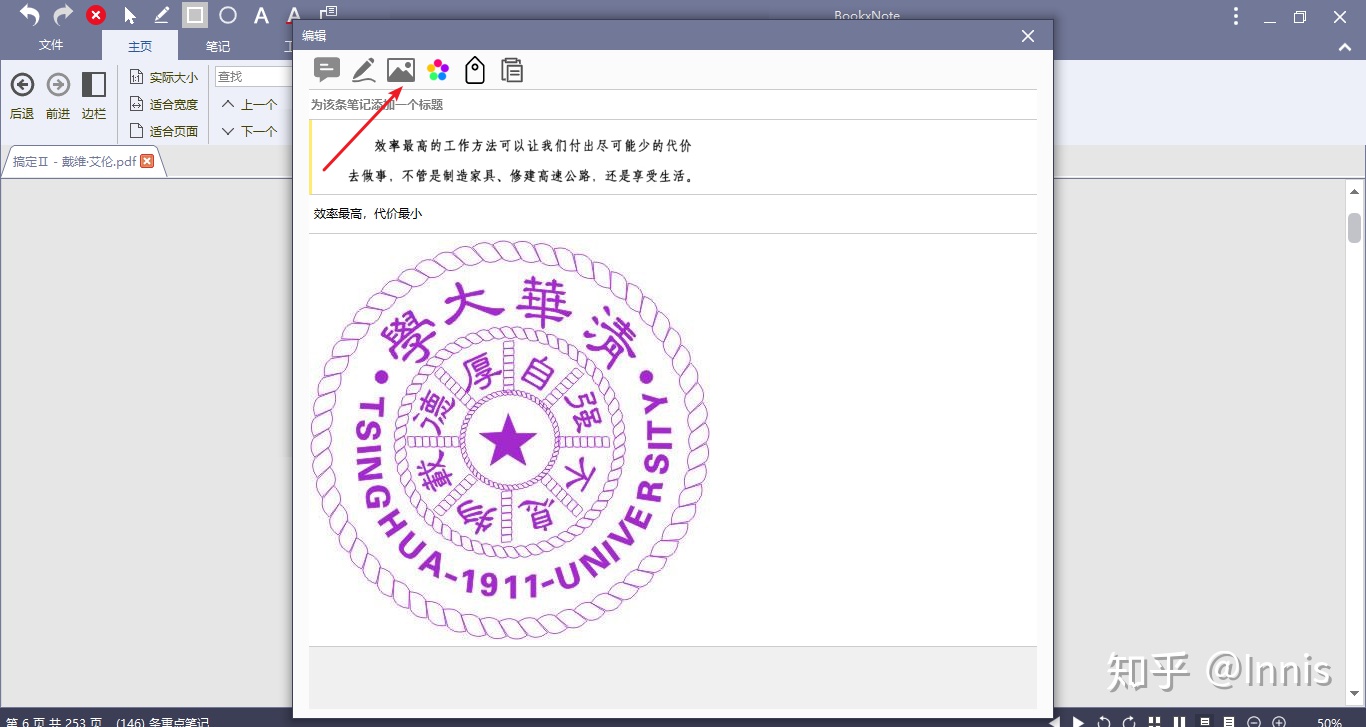 BookxNote
文件
主页
笔记
工
后退
前进
边栏
实际大小
适合宽度
适合页面
查找
上一个
下一个
搞定II - 戴维·艾伦.pdf
编辑
为该条笔记添加一个标题
效率最高的工作方法可以让我们付出尽可能少的代价
去做事，不管是制造家具、修建高速公路，还是享受生活。
效率最高，代价最小
學大華清
TSINGHUA-1911-UNIVERSITY
自强不息
厚德載物
知乎 @Innis
第 6 页 共 253 页 (146) 条重点笔记
50%